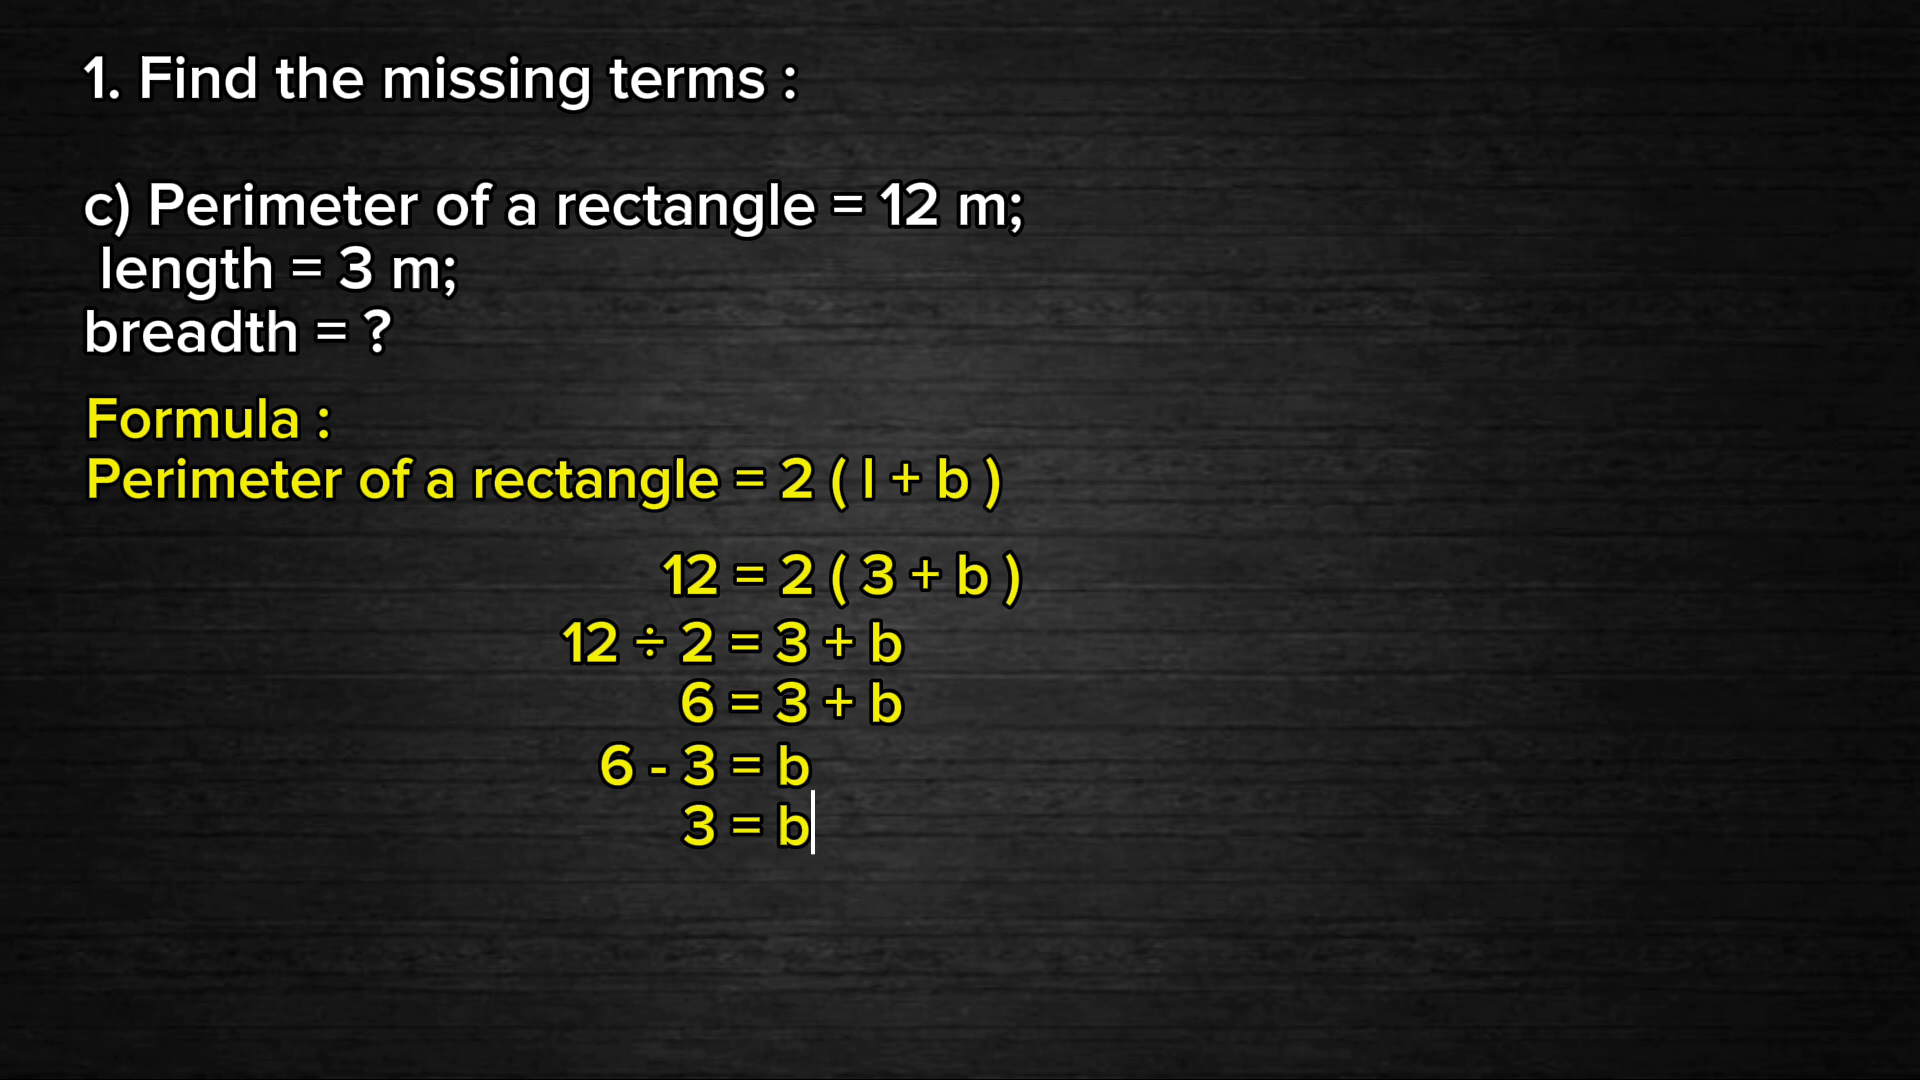 1. Find the missing terms :
c) Perimeter of a rectangle = 12 m;
length = 3 m;
breadth = ?
Formula :
Perimeter of a rectangle = 2 ( l + b )
12 = 2 ( 3 + b )
12 ÷ 2 = 3 + b
6 = 3 + b
6 - 3 = b
3 = b